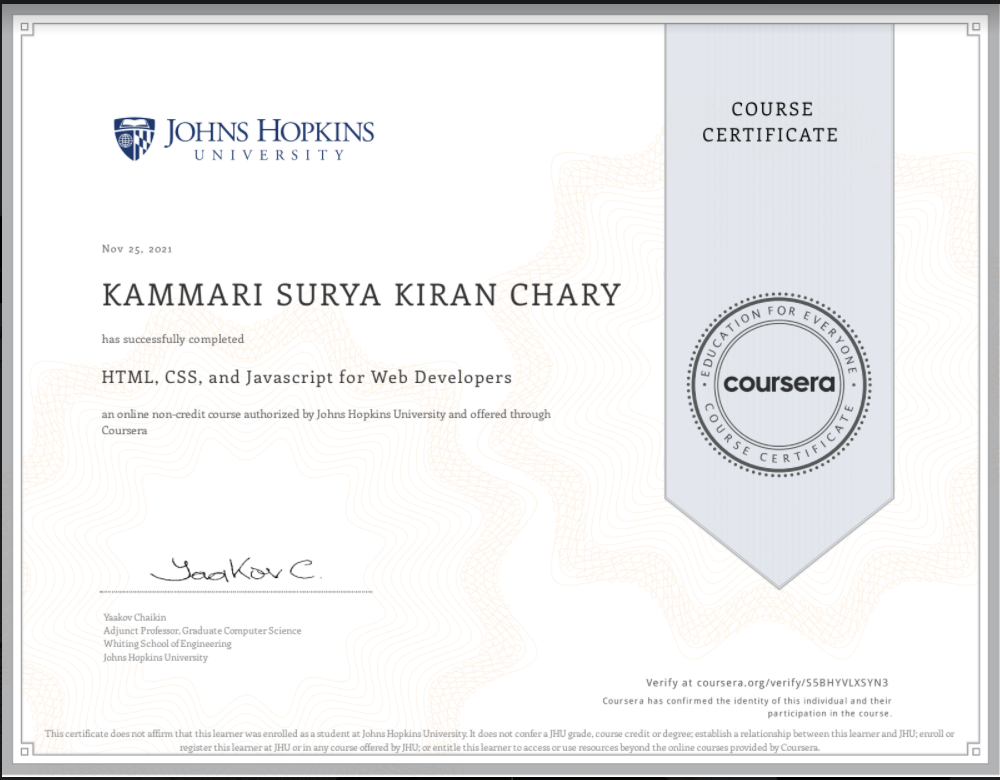 JOHNS HOPKINS
UNIVERSITY
COURSE
CERTIFICATE
Nov 25, 2021
KAMMARI SURYA KIRAN CHARY
has successfully completed
HTML, CSS, and Javascript for Web Developers
an online non-credit course authorized by Johns Hopkins University and offered through
Coursera
EDUCATION FOR EVERYONE
coursera
COURSE CERTIFICATE
Yaakov C.
Yaakov Chaikin
Adjunct Professor, Graduate Computer Science
Whiting School of Engineering
Johns Hopkins University
Verify at coursera.org/verify/S5BHYVLXSYN3
Coursera has confirmed the identity of this individual and their
participation in the course.
This certificate does not affirm that this learner was enrolled as a student at Johns Hopkins University. It does not confer a JHU grade, course credit or degree; establish a relationship between this learner and JHU; enroll or
register this learner at JHU or in any course offered by JHU; or entitle this learner to access or use resources beyond the online courses provided by Coursera.